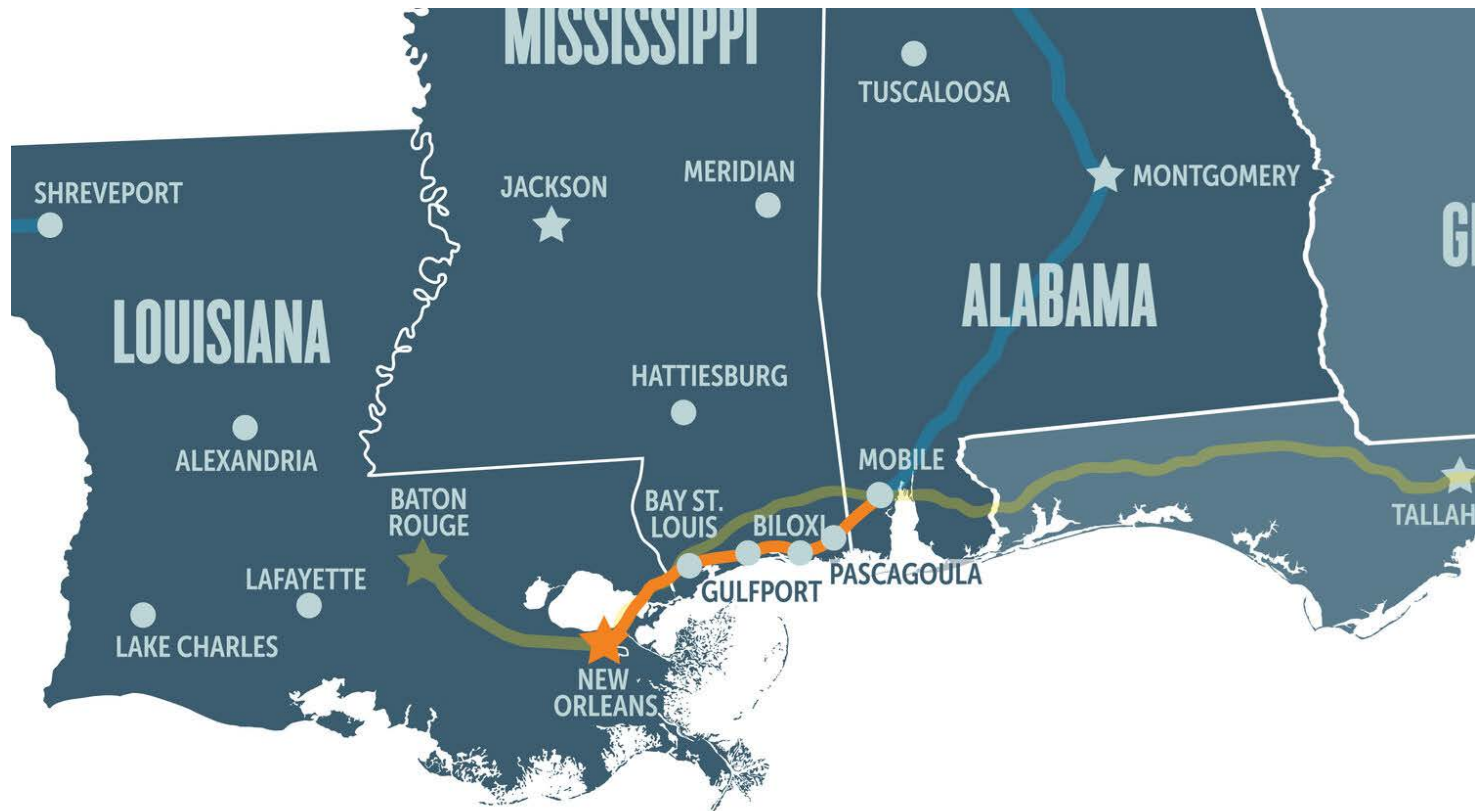 MISSISSIPPI
TUSCALOOSA
SHREVEPORT
JACKSON
MERIDIAN
MONTGOMERY
LOUISIANA
ALABAMA
HATTIESBURG
ALEXANDRIA
MOBILE
BATON
ROUGE
BAY ST.
LOUIS
BILOXI
TALLAH
LAFAYETTE
GULFPORT
PASCAGOULA
LAKE CHARLES
NEW
ORLEANS